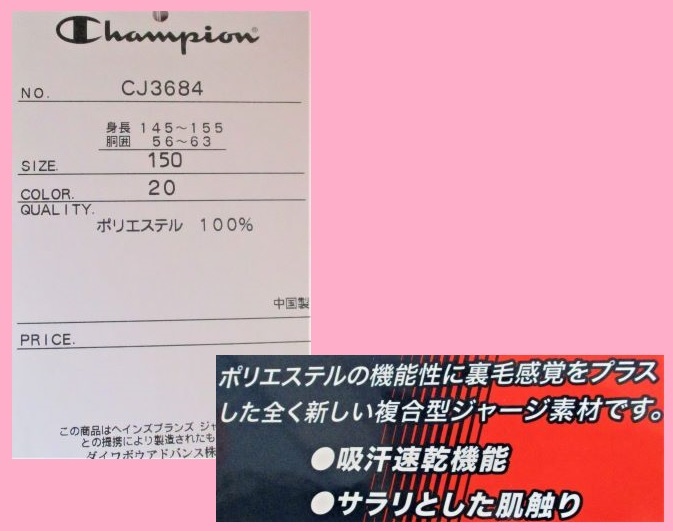 Champion
NO. CJ3684
身長 145～155
胴囲 56～63
SIZE. 150
COLOR. 20
QUALITY.
ポリエステル 100%
中国製
PRICE.
この商品はヘインズブランズ ジャ
との提携により製造されたも
ダイワボウアドバンス株
ポリエステルの機能性に裏毛感覚をプラス
した全く新しい複合型ジャージ素材です。
●吸汗速乾機能
●サラリとした肌触り